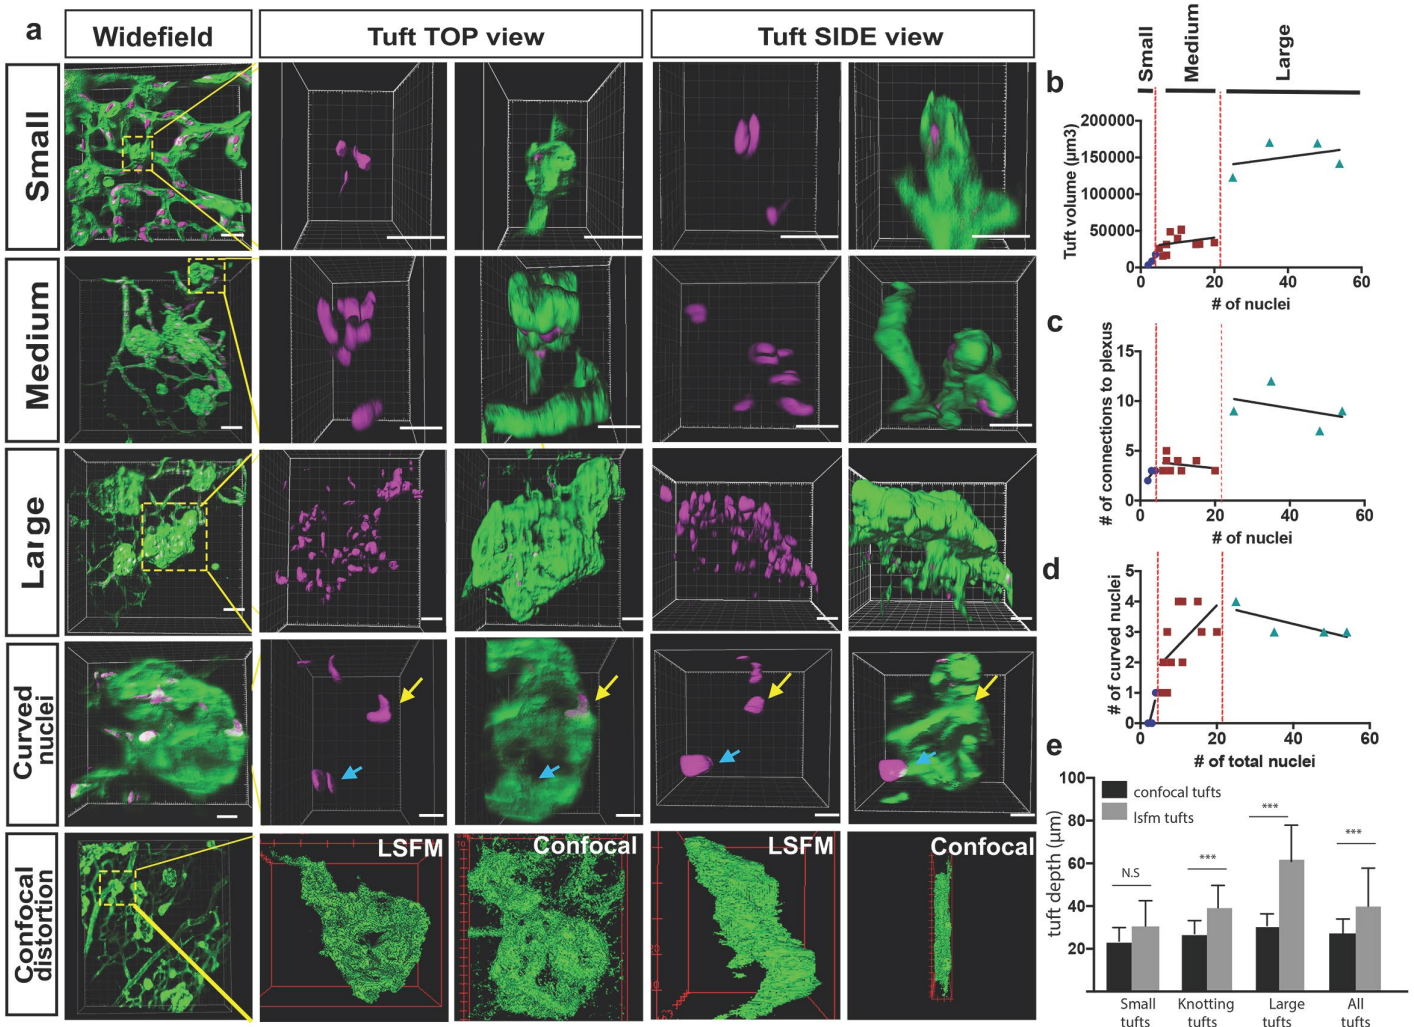 a
Widefield
Tuft TOP view
Tuft SIDE view
Small
Medium
Large
Curved
nuclei
Confocal
distortion
LSFM
Confocal
LSFM
Confocal
b
Small
Medium
Large
Tuft volume (µm3)
200000
150000
100000
50000
0
0
20
40
60
# of nuclei
c
# of connections to plexus
15
10
5
0
0
20
40
60
# of nuclei
d
# of curved nuclei
5
4
3
2
1
0
0
20
40
60
# of total nuclei
e
tuft depth (µm)
100
80
60
40
20
confocal tufts
lsfm tufts
N.S
***
***
***
Small
tufts
Knotting
tufts
Large
tufts
All
tufts